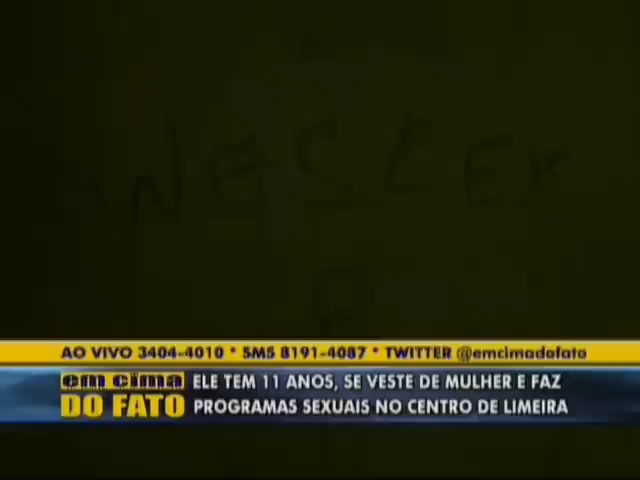 WESLEY
E
AO VIVO 3404-4010 * SMS 8191-4087 * TWITTER @emcimadofato
em cima
DO FATO
ELE TEM 11 ANOS, SE VESTE DE MULHER E FAZ
PROGRAMAS SEXUAIS NO CENTRO DE LIMEIRA